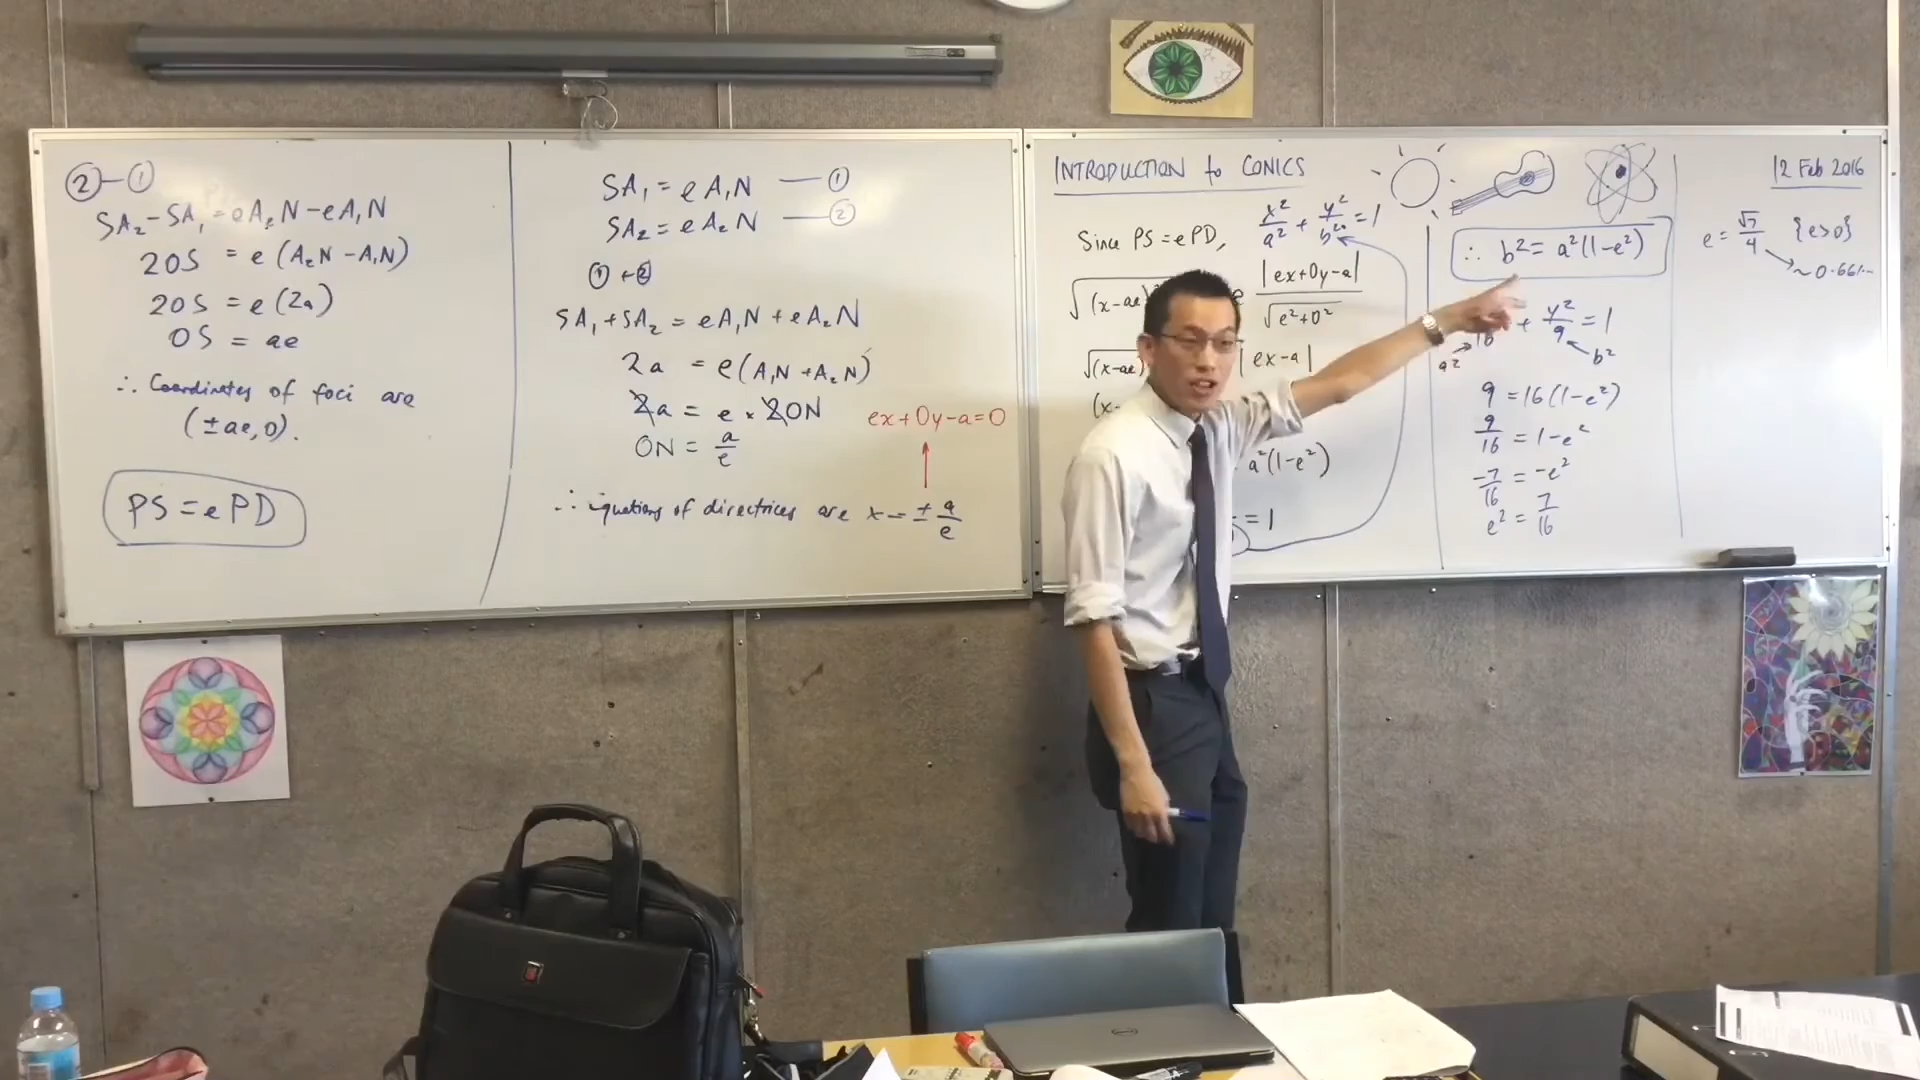 ② - ①
SA₂ - SA₁ = eA₂N - eA₁N
2OS = e(A₂N - A₁N)
2OS = e(2a)
OS = ae
∴ Coordinates of foci are
(±ae, 0).
PS = ePD
SA₁ = eA₁N — ①
SA₂ = eA₂N — ②
① + ②
SA₁ + SA₂ = eA₁N + eA₂N
2a = e(A₁N + A₂N)
2a = e × 2ON
ON = a/e
ex + 0y - a = 0
∴ equations of directrices are x = ± a/e
INTRODUCTION to CONICS
x²/a² + y²/b² = 1
Since PS = ePD,
√(x-ae) |ex+0y-a| / √e²+0²
√(x-ae) |ex-a|
(x-
a²(1-e²)
= 1
∴ b² = a²(1-e²)
16 + y²/9 = 1
a² b²
9 = 16(1-e²)
9/16 = 1-e²
-7/16 = -e²
e² = 7/16
12 Feb 2016
e = √7/4 {e>0}
~0.661...